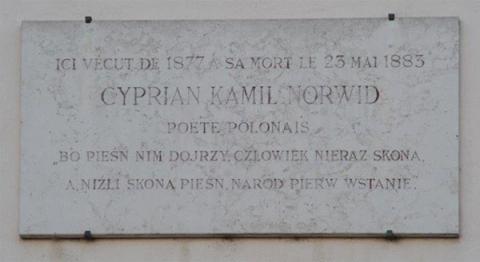 ICI VÉCUT DE 1877 À SA MORT LE 23 MAI 1883
CYPRIAN KAMIL NORWID
POETE POLONAIS
"BO PIEŚŃ NIM DOJRZY, CZŁOWIEK NIERAZ SKONA,
A, NIŹLI SKONA PIEŚŃ, NARÓD PIERW WSTANIE".